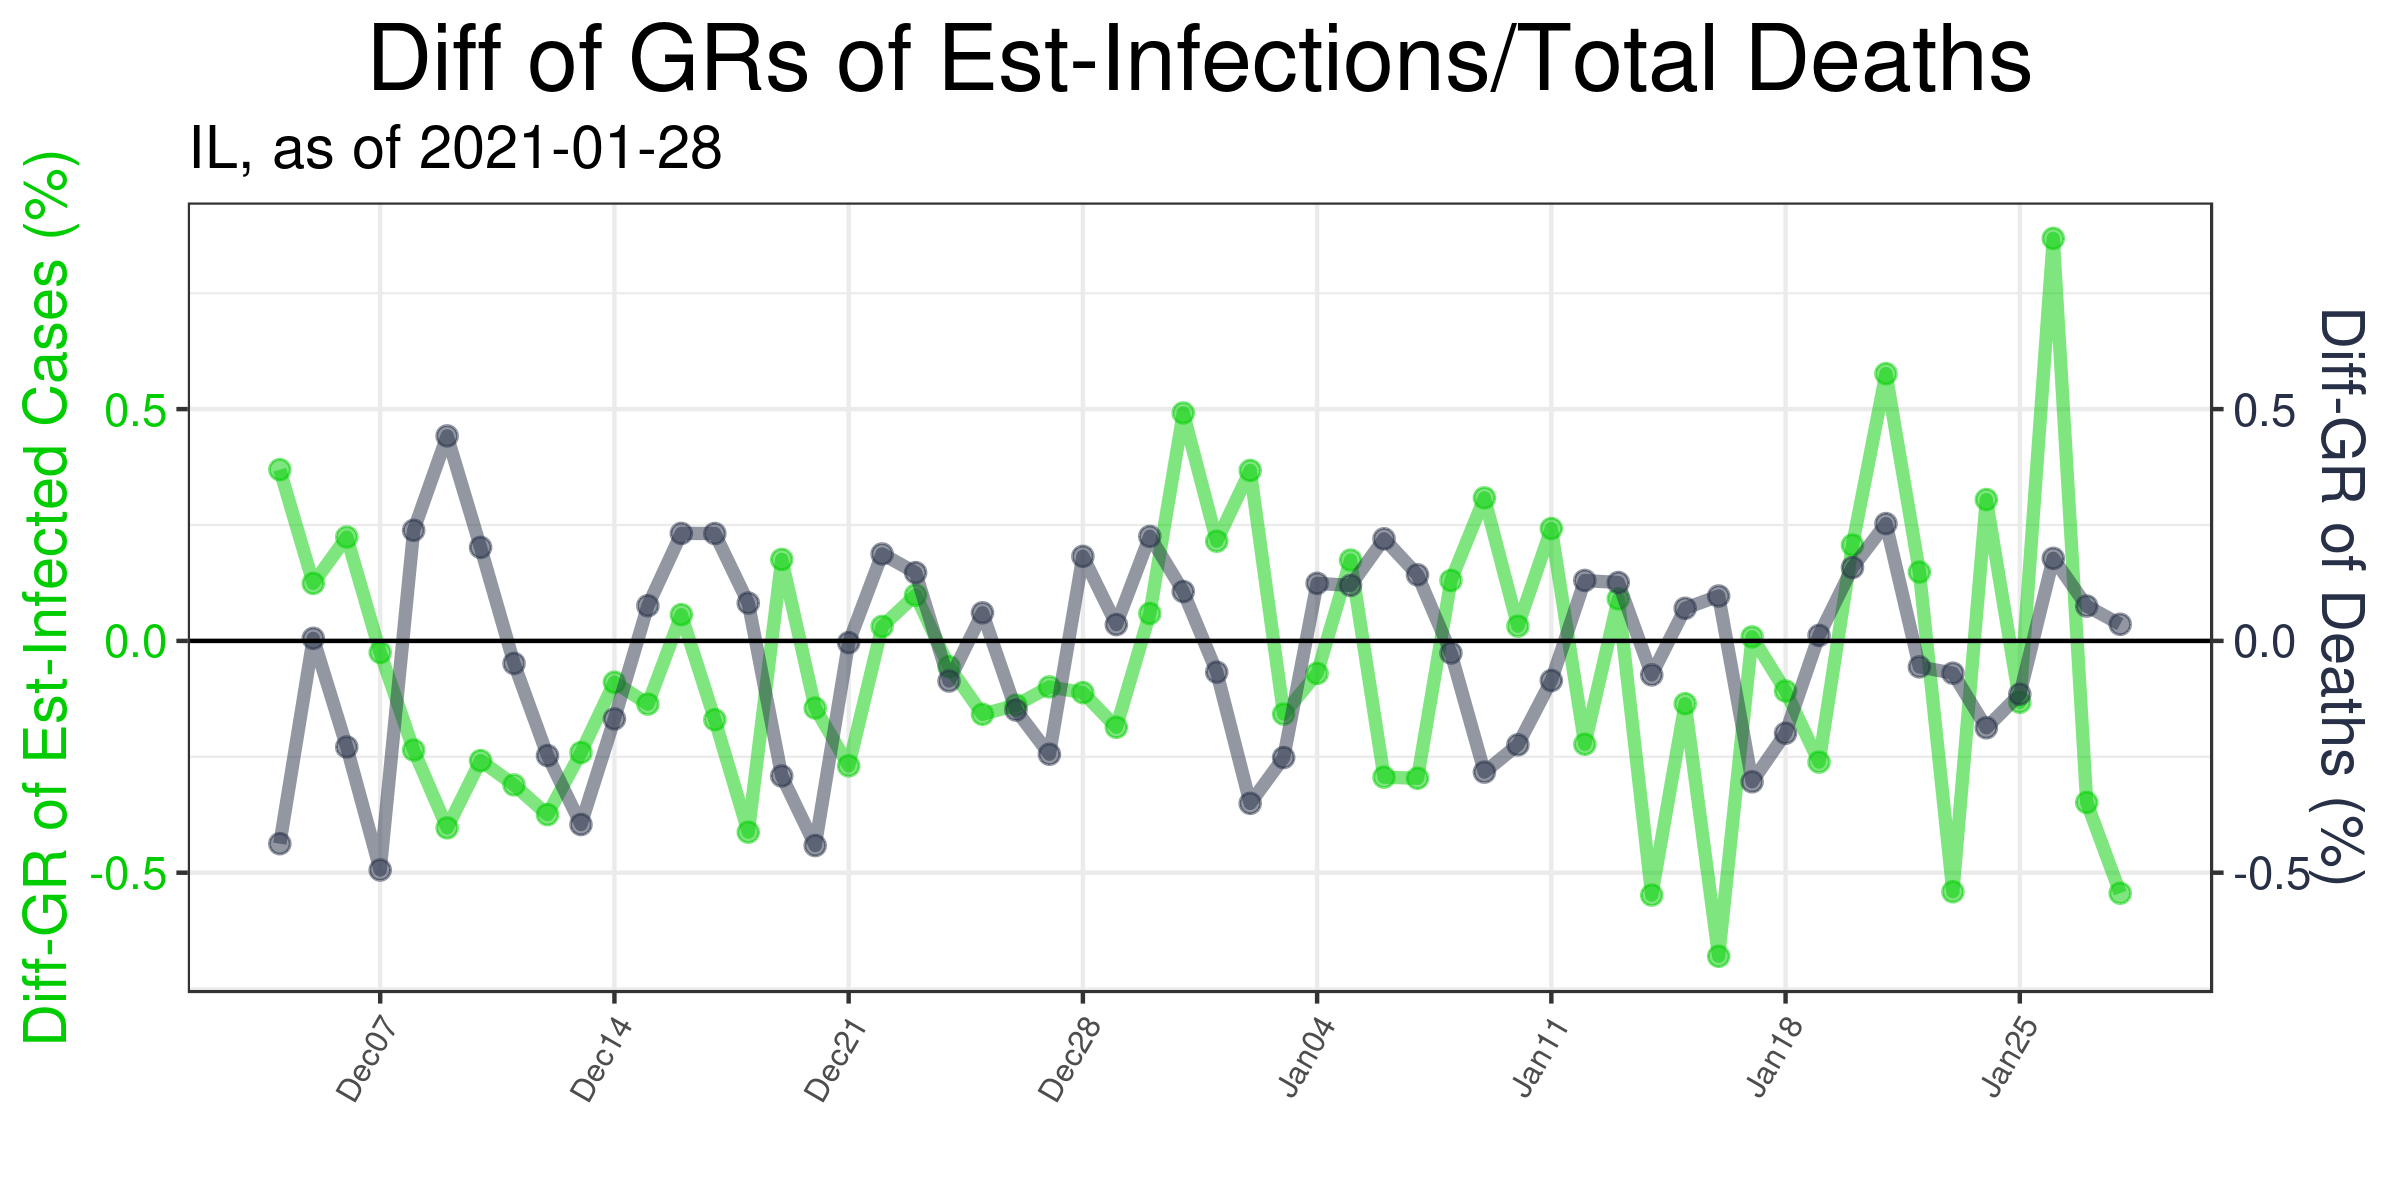 Diff of GRs of Est-Infections/Total Deaths
IL, as of 2021-01-28
Diff-GR of Est-Infected Cases (%)
0.5
0.0
-0.5
0.5
0.0
-0.5
Diff-GR of Deaths (%)
Dec07
Dec14
Dec21
Dec28
Jan04
Jan11
Jan18
Jan25